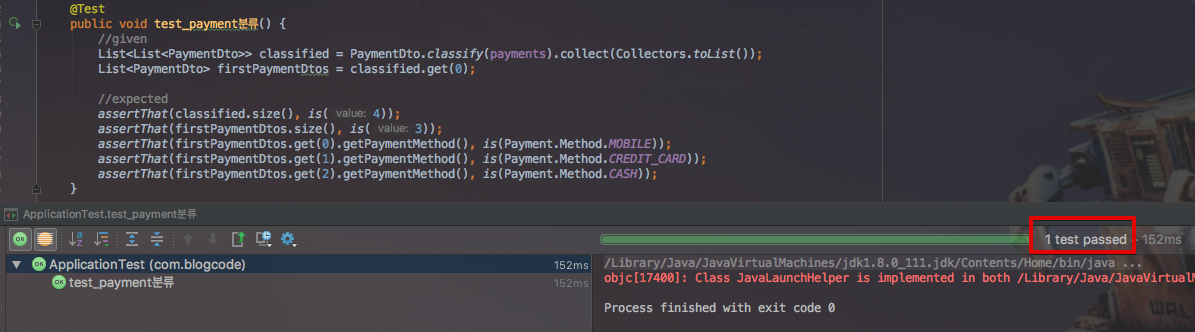 @Test
public void test_payment분류() {
//given
List<List<PaymentDto>> classified = PaymentDto.classify(payments).collect(Collectors.toList());
List<PaymentDto> firstPaymentDtos = classified.get(0);
//expected
assertThat(classified.size(), is( value: 4));
assertThat(firstPaymentDtos.size(), is( value: 3));
assertThat(firstPaymentDtos.get(0).getPaymentMethod(), is(Payment.Method.MOBILE));
assertThat(firstPaymentDtos.get(1).getPaymentMethod(), is(Payment.Method.CREDIT_CARD));
assertThat(firstPaymentDtos.get(2).getPaymentMethod(), is(Payment.Method.CASH));
}
ApplicationTest.test_payment분류
1 test passed - 152ms
ApplicationTest (com.blogcode) 152ms
test_payment분류 152ms
/Library/Java/JavaVirtualMachines/jdk1.8.0_111.jdk/Contents/Home/bin/java ...
objc[17400]: Class JavaLaunchHelper is implemented in both /Library/Java/JavaVirtualM
Process finished with exit code 0